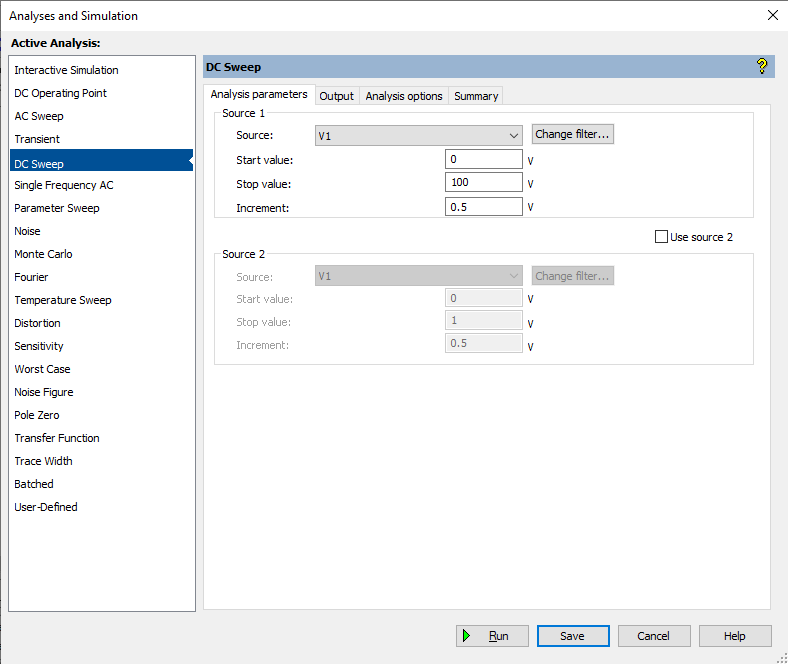 Analyses and Simulation
Active Analysis:
Interactive Simulation
DC Operating Point
AC Sweep
Transient
DC Sweep
Single Frequency AC
Parameter Sweep
Noise
Monte Carlo
Fourier
Temperature Sweep
Distortion
Sensitivity
Worst Case
Noise Figure
Pole Zero
Transfer Function
Trace Width
Batched
User-Defined
DC Sweep ?
Analysis parameters Output Analysis options Summary
Source 1
Source: V1 Change filter...
Start value: 0 V
Stop value: 100 V
Increment: 0.5 V
Use source 2
Source 2
Source: V1 Change filter...
Start value: 0 V
Stop value: 1 V
Increment: 0.5 V
Run Save Cancel Help